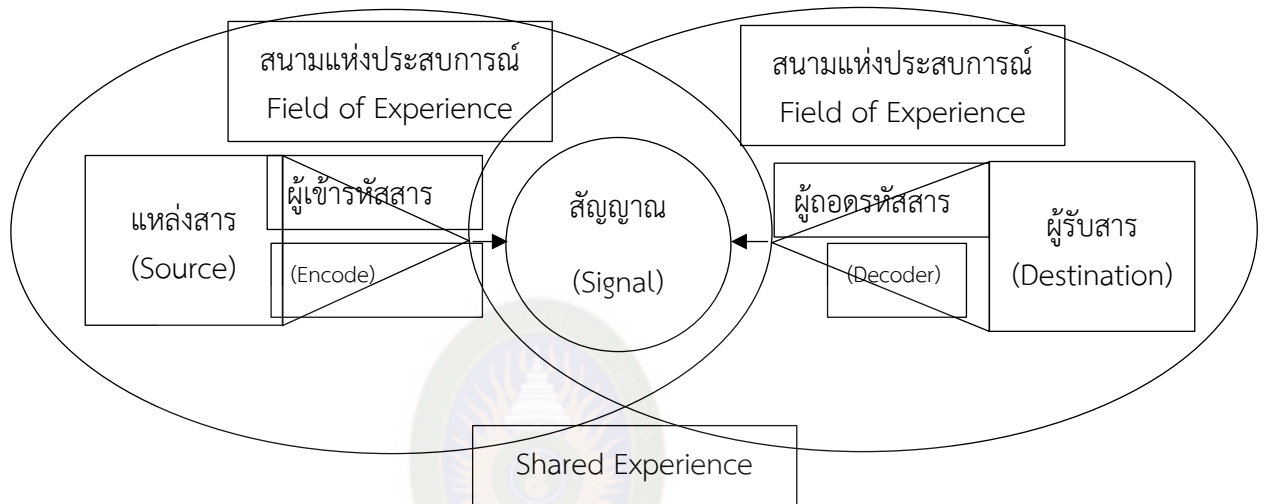 สนามแห่งประสบการณ์
Field of Experience
สนามแห่งประสบการณ์
Field of Experience
แหล่งสาร
(Source)
ผู้เข้ารหัสสาร
(Encode)
สัญญาณ
(Signal)
ผู้ถอดรหัสสาร
(Decoder)
ผู้รับสาร
(Destination)
Shared Experience